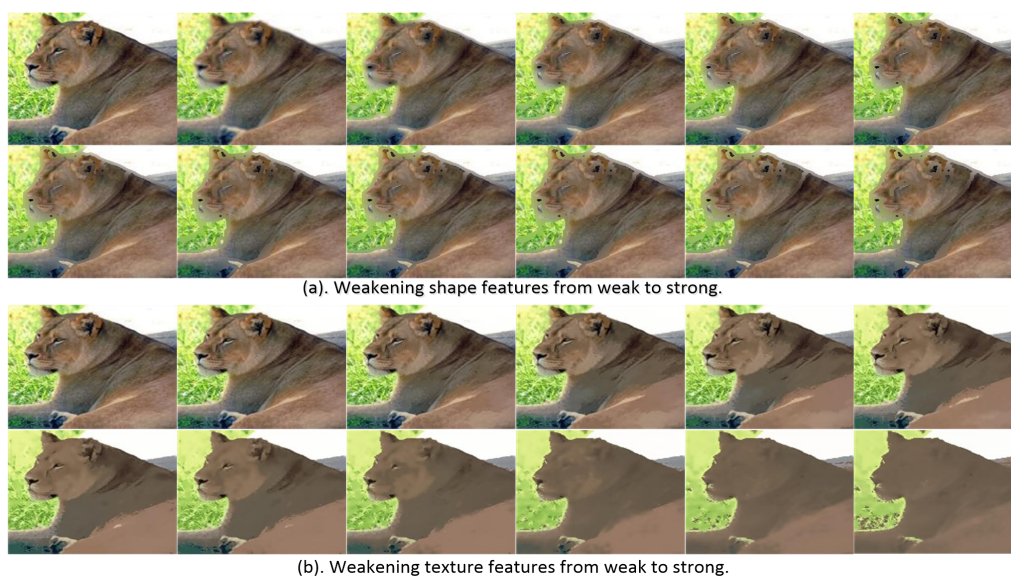 (a). Weakening shape features from weak to strong.
(b). Weakening texture features from weak to strong.